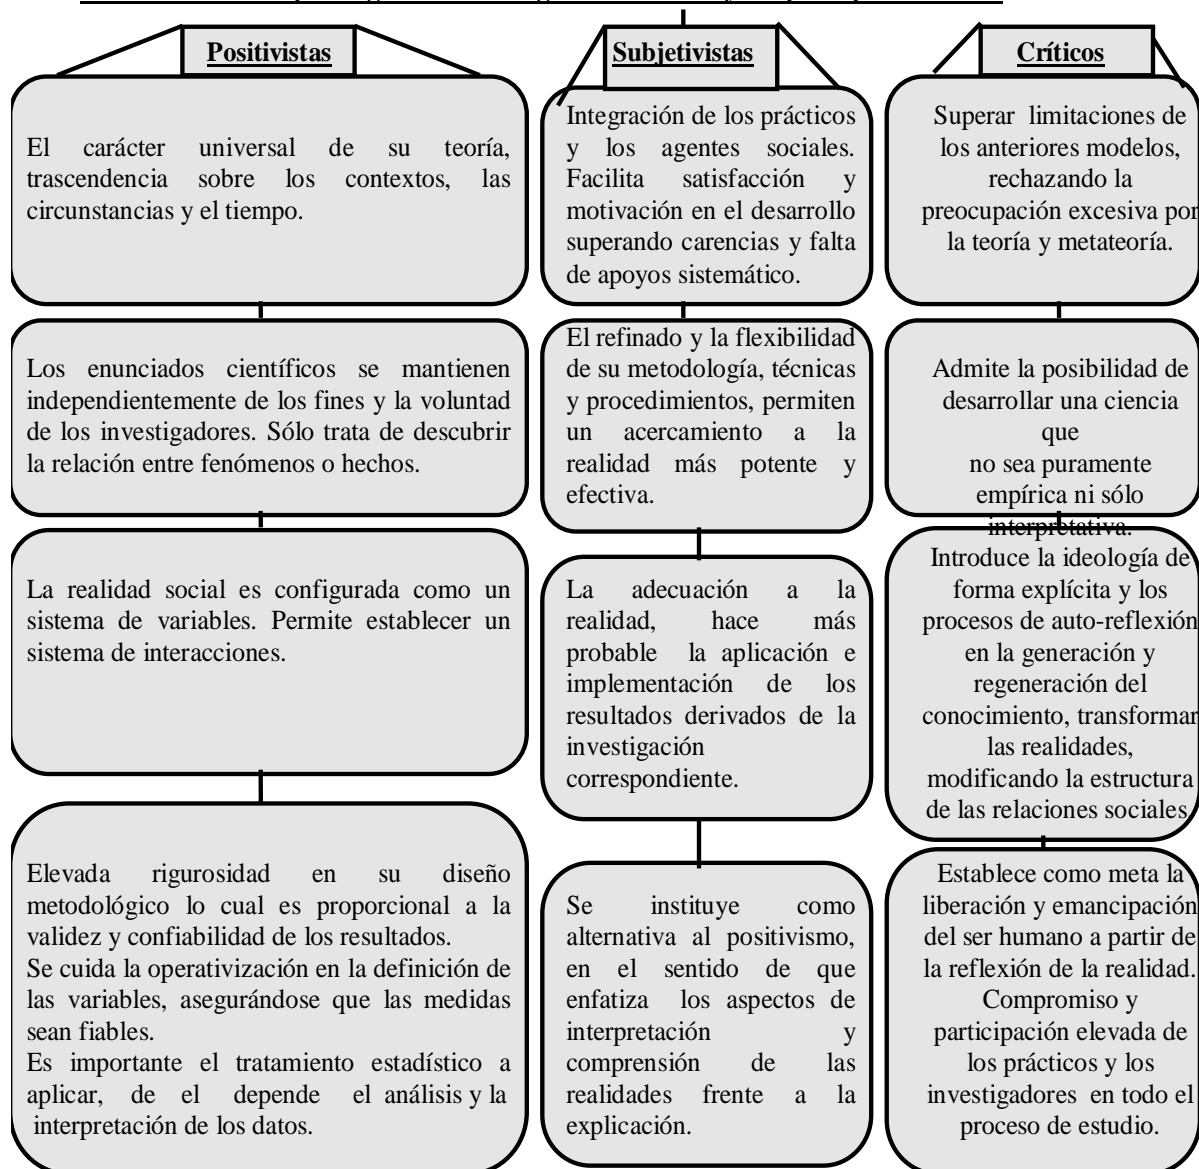 Positivistas
El carácter universal de su teoría,
trascendencia sobre los contextos, las
circunstancias y el tiempo.
Los enunciados científicos se mantienen
independientemente de los fines y la voluntad
de los investigadores. Sólo trata de descubrir
la relación entre fenómenos o hechos.
La realidad social es configurada como un
sistema de variables. Permite establecer un
sistema de interacciones.
Elevada rigurosidad en su diseño
metodológico lo cual es proporcional a la
validez y confiabilidad de los resultados.
Se cuida la operativización en la definición de
las variables, asegurándose que las medidas
sean fiables.
Es importante el tratamiento estadístico a
aplicar, de el depende el análisis y la
interpretación de los datos.
Subjetivistas
Integración de los prácticos
y los agentes sociales.
Facilita satisfacción y
motivación en el desarrollo
superando carencias y falta
de apoyos sistemático.
El refinado y la flexibilidad
de su metodología, técnicas
y procedimientos, permiten
un acercamiento a la
realidad más potente y
efectiva.
La adecuación a la
realidad, hace más
probable la aplicación e
implementación de los
resultados derivados de la
investigación
correspondiente.
Se instituye como
alternativa al positivismo,
en el sentido de que
enfatiza los aspectos de
interpretación y
comprensión de las
realidades frente a la
explicación.
Críticos
Superar limitaciones de
los anteriores modelos,
rechazando la
preocupación excesiva por
la teoría y metateoría.
Admite la posibilidad de
desarrollar una ciencia
que
no sea puramente
empírica ni sólo
interpretativa.
Introduce la ideología de
forma explícita y los
procesos de auto-reflexión
en la generación y
regeneración del
conocimiento, transformar
las realidades,
modificando la estructura
de las relaciones sociales
Establece como meta la
liberación y emancipación
del ser humano a partir de
la reflexión de la realidad.
Compromiso y
participación elevada de
los prácticos y los
investigadores en todo el
proceso de estudio.